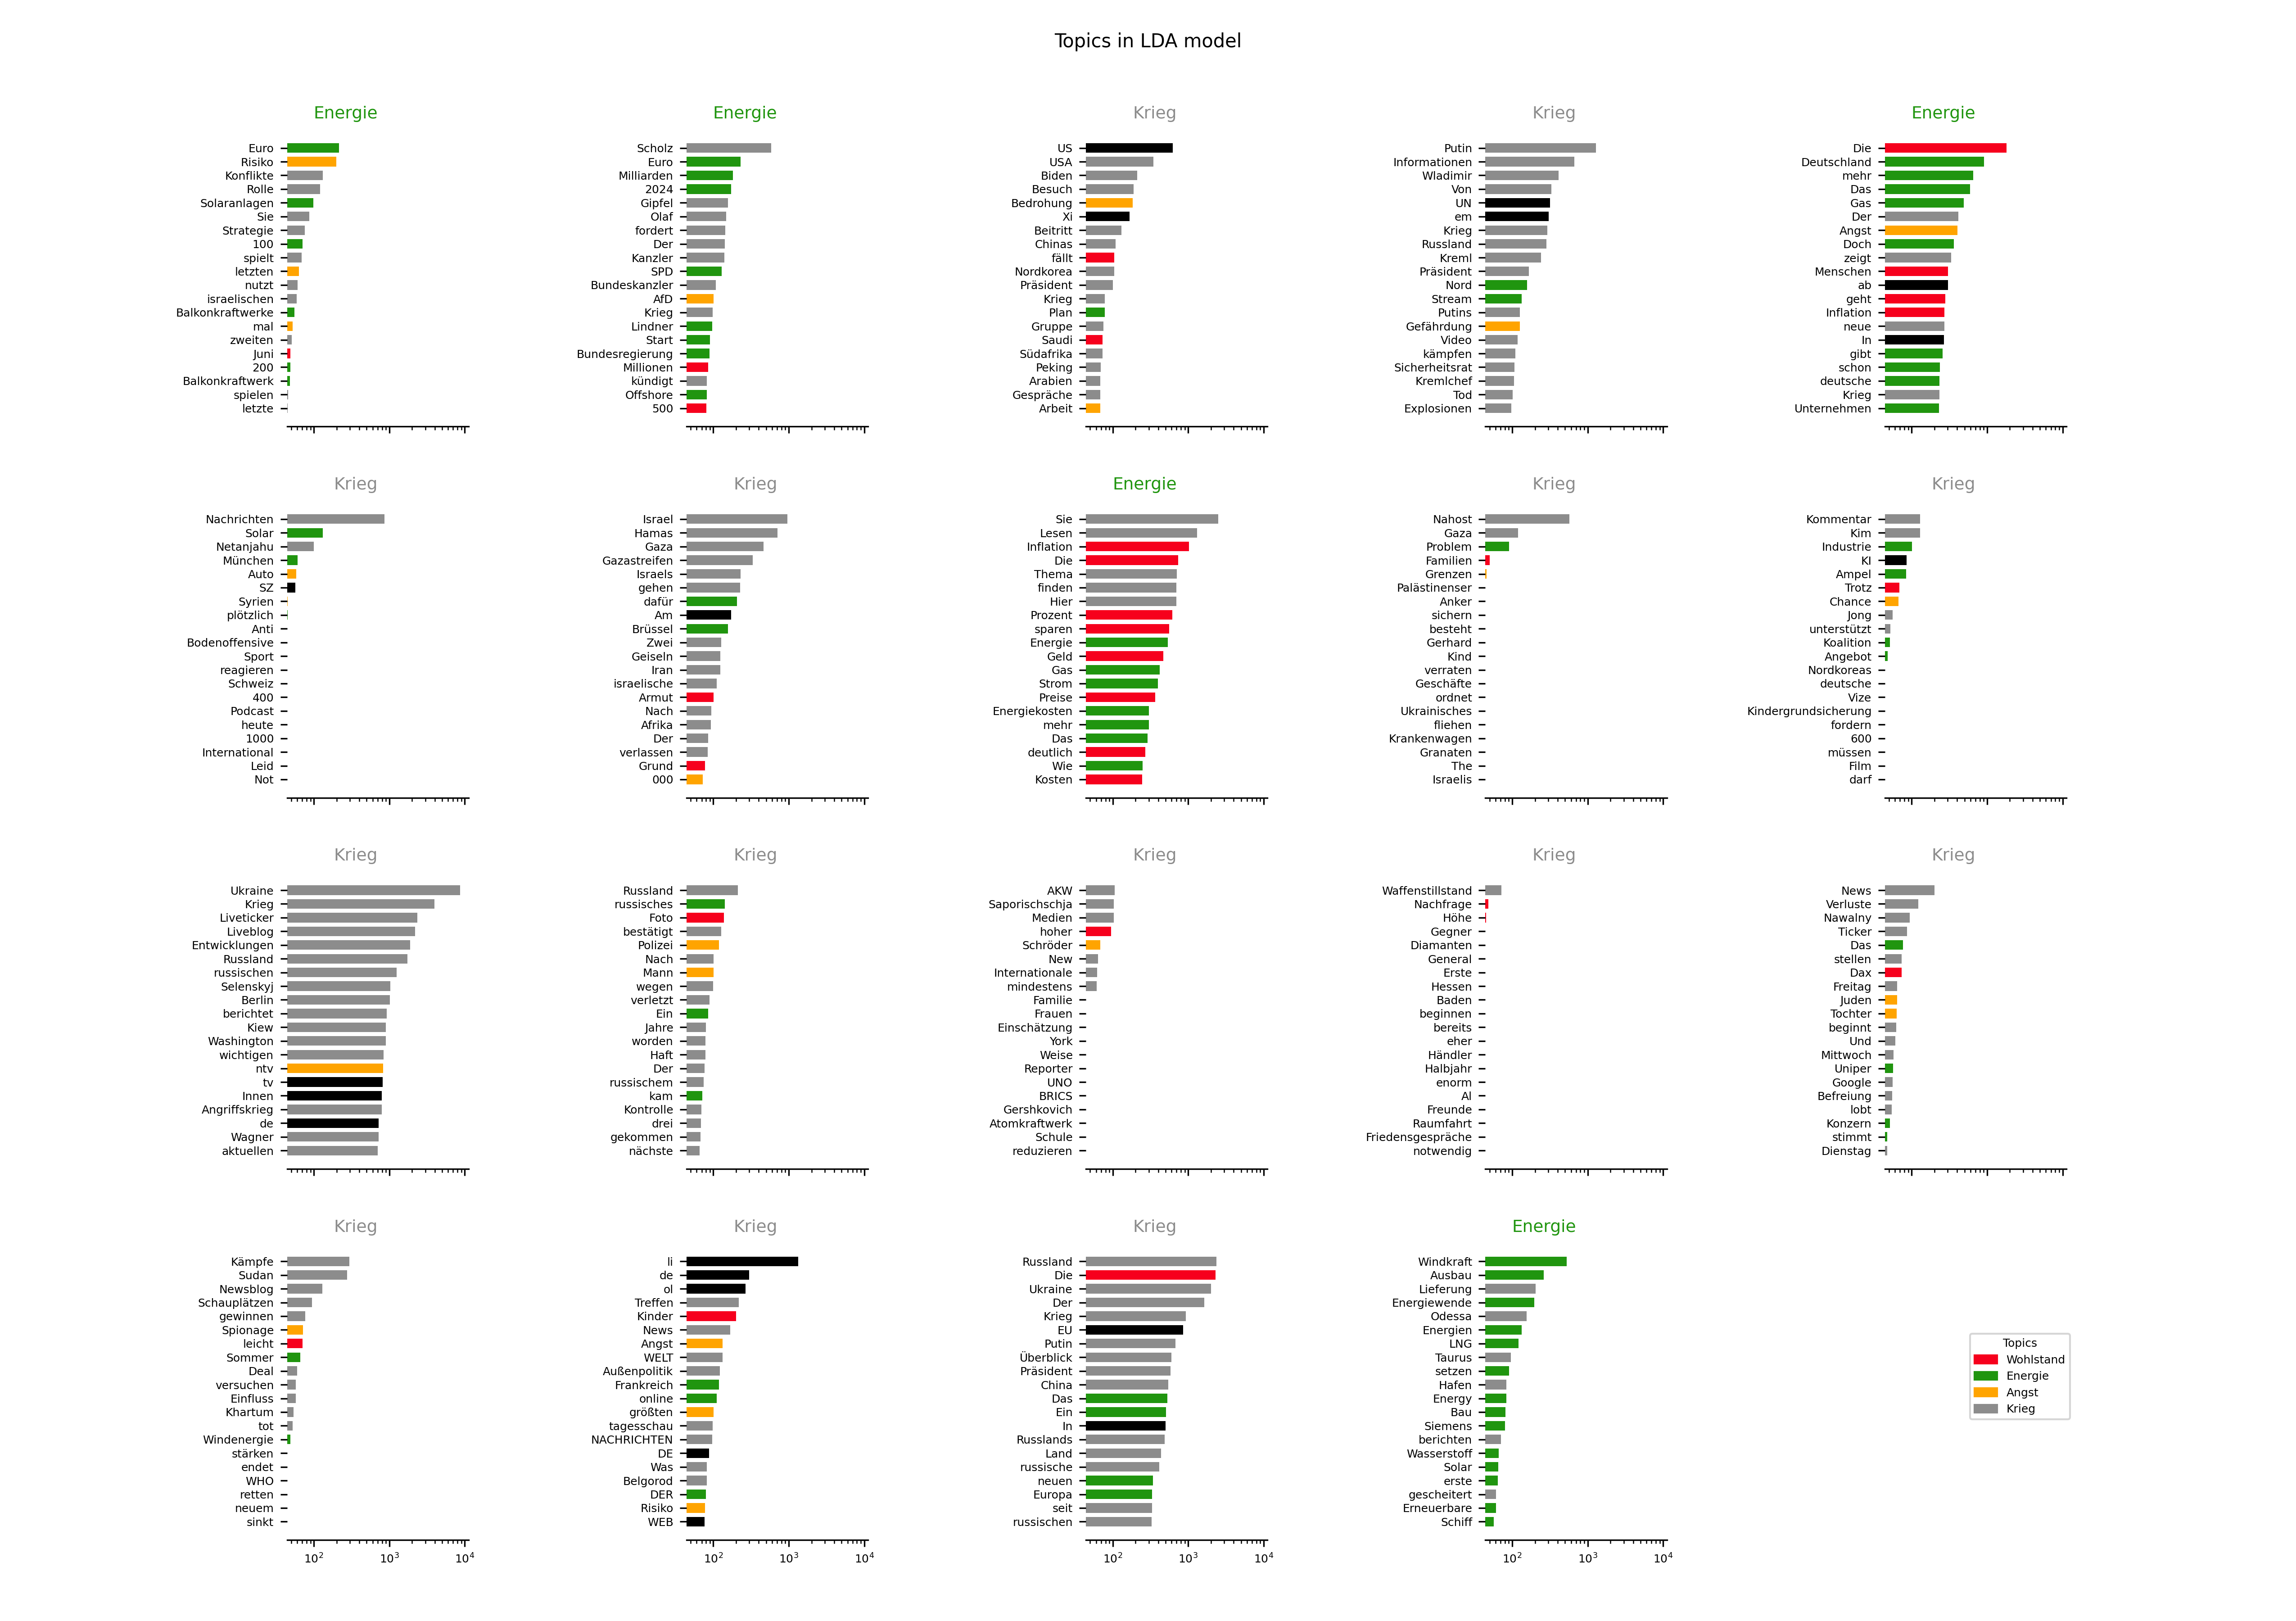 Topics in LDA model
Energie
Euro
Risiko
Konflikte
Rolle
Solaranlagen
Sie
Strategie
100
spielt
letzten
nutzt
israelischen
Balkonkraftwerke
mal
zweiten
Juni
200
Balkonkraftwerk
spielen
letzte
Energie
Scholz
Euro
Milliarden
2024
Gipfel
Olaf
fordert
Der
Kanzler
SPD
Bundeskanzler
AfD
Krieg
Lindner
Start
Bundesregierung
Millionen
kündigt
Offshore
500
Krieg
US
USA
Biden
Besuch
Bedrohung
Xi
Beitritt
Chinas
fällt
Nordkorea
Präsident
Krieg
Plan
Gruppe
Saudi
Südafrika
Peking
Arabien
Gespräche
Arbeit
Krieg
Putin
Informationen
Wladimir
Von
UN
em
Krieg
Russland
Kreml
Präsident
Nord
Stream
Putins
Gefährdung
Video
kämpfen
Sicherheitsrat
Kremlchef
Tod
Explosionen
Energie
Die
Deutschland
mehr
Das
Gas
Der
Angst
Doch
zeigt
Menschen
ab
geht
Inflation
neue
In
gibt
schon
deutsche
Krieg
Unternehmen
Krieg
Nachrichten
Solar
Netanjahu
München
Auto
SZ
Syrien
plötzlich
Anti
Bodenoffensive
Sport
reagieren
Schweiz
400
Podcast
heute
1000
International
Leid
Not
Krieg
Israel
Hamas
Gaza
Gazastreifen
Israels
gehen
dafür
Am
Brüssel
Zwei
Geiseln
Iran
israelische
Armut
Nach
Afrika
Der
verlassen
Grund
000
Energie
Sie
Lesen
Inflation
Die
Thema
finden
Hier
Prozent
sparen
Energie
Geld
Gas
Strom
Preise
Energiekosten
mehr
Das
deutlich
Wie
Kosten
Krieg
Nahost
Gaza
Problem
Familien
Grenzen
Palästinenser
Anker
sichern
besteht
Gerhard
Kind
verraten
Geschäfte
ordnet
Ukrainisches
fliehen
Krankenwagen
Granaten
The
Israelis
Krieg
Kommentar
Kim
Industrie
KI
Ampel
Trotz
Chance
Jong
unterstützt
Koalition
Angebot
Nordkoreas
deutsche
Vize
Kindergrundsicherung
fordern
600
müssen
Film
darf
Krieg
Ukraine
Krieg
Liveticker
Liveblog
Entwicklungen
Russland
russischen
Selenskyj
Berlin
berichtet
Kiew
Washington
wichtigen
ntv
tv
Innen
Angriffskrieg
de
Wagner
aktuellen
Krieg
Russland
russisches
Foto
bestätigt
Polizei
Nach
Mann
wegen
verletzt
Ein
Jahre
worden
Haft
Der
russischem
kam
Kontrolle
drei
gekommen
nächste
Krieg
AKW
Saporischschja
Medien
hoher
Schröder
New
Internationale
mindestens
Familie
Frauen
Einschätzung
York
Weise
Reporter
UNO
BRICS
Gershkovich
Atomkraftwerk
Schule
reduzieren
Krieg
Waffenstillstand
Nachfrage
Höhe
Gegner
Diamanten
General
Erste
Hessen
Baden
beginnen
bereits
eher
Händler
Halbjahr
enorm
Al
Freunde
Raumfahrt
Friedensgespräche
notwendig
Krieg
News
Verluste
Nawalny
Ticker
Das
stellen
Dax
Freitag
Juden
Tochter
beginnt
Und
Mittwoch
Uniper
Google
Befreiung
lobt
Konzern
stimmt
Dienstag
Krieg
Kämpfe
Sudan
Newsblog
Schauplätzen
gewinnen
Spionage
leicht
Sommer
Deal
versuchen
Einfluss
Khartum
tot
Windenergie
stärken
endet
WHO
retten
neuem
sinkt
10² 10³ 10⁴
Krieg
li
de
ol
Treffen
Kinder
News
Angst
WELT
Außenpolitik
Frankreich
online
größten
tagesschau
NACHRICHTEN
DE
Was
Belgorod
DER
Risiko
WEB
10² 10³ 10⁴
Krieg
Russland
Die
Ukraine
Der
Krieg
EU
Putin
Überblick
Präsident
China
Das
Ein
In
Russlands
Land
russische
neuen
Europa
seit
russischen
10² 10³ 10⁴
Energie
Windkraft
Ausbau
Lieferung
Energiewende
Odessa
Energien
LNG
Taurus
setzen
Hafen
Energy
Bau
Siemens
berichten
Wasserstoff
Solar
erste
gescheitert
Erneuerbare
Schiff
10² 10³ 10⁴
Topics
Wohlstand
Energie
Angst
Krieg